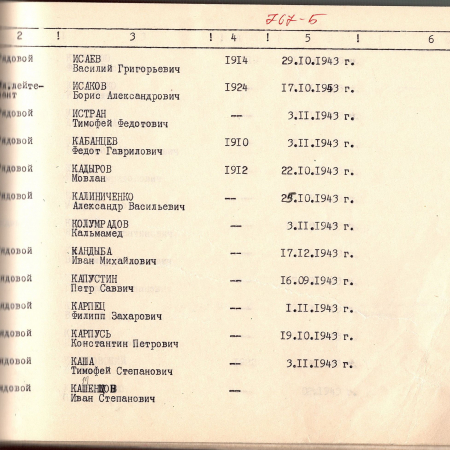 767-5
2 ! 3 ! 4 ! 5 ! 6
ядовой ИСАЕВ 1914 29.10.1943 г.
Василий Григорьевич
мл.лейте- ИСАКОВ 1924 17.10.1953 г.
нант Борис Александрович
ядовой ИСТРАН — 3.11.1943 г.
Тимофей Федотович
ядовой КАБАНЦЕВ 1910 3.11.1943 г.
Федот Гаврилович
ядовой КАДЫРОВ 1912 22.10.1943 г.
Мовлан
ядовой КАЛИНИЧЕНКО — 25.10.1943 г.
Александр Васильевич
КОЛУМРАДОВ — 3.11.1943 г.
Кальмамед
ядовой КАНДЫБА — 17.12.1943 г.
Иван Михайлович
ядовой КАПУСТИН — 16.09.1943 г.
Петр Саввич
ядовой КАРПЕЦ — 1.11.1943 г.
Филипп Захарович
ядовой КАРПУСЬ — 19.10.1943 г.
Константин Петрович
ядовой КАША — 3.11.1943 г.
Тимофей Степанович
ядовой —
Иван Степанович